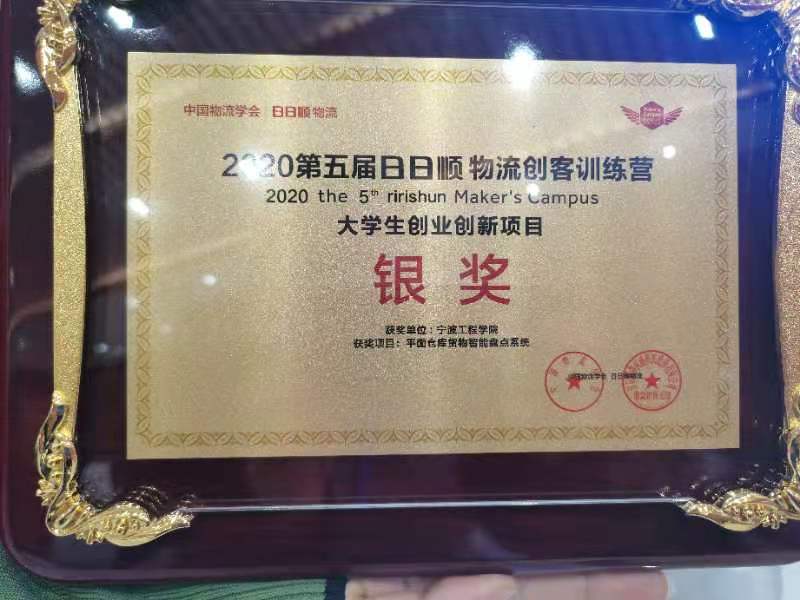 中国物流学会 日日顺物流
2020第五届日日顺物流创客训练营
2020 the 5th ririshun Maker's Campus
大学生创业创新项目
银奖
获奖单位：宁波工程学院
获奖项目：平面仓库货物智能盘点系统